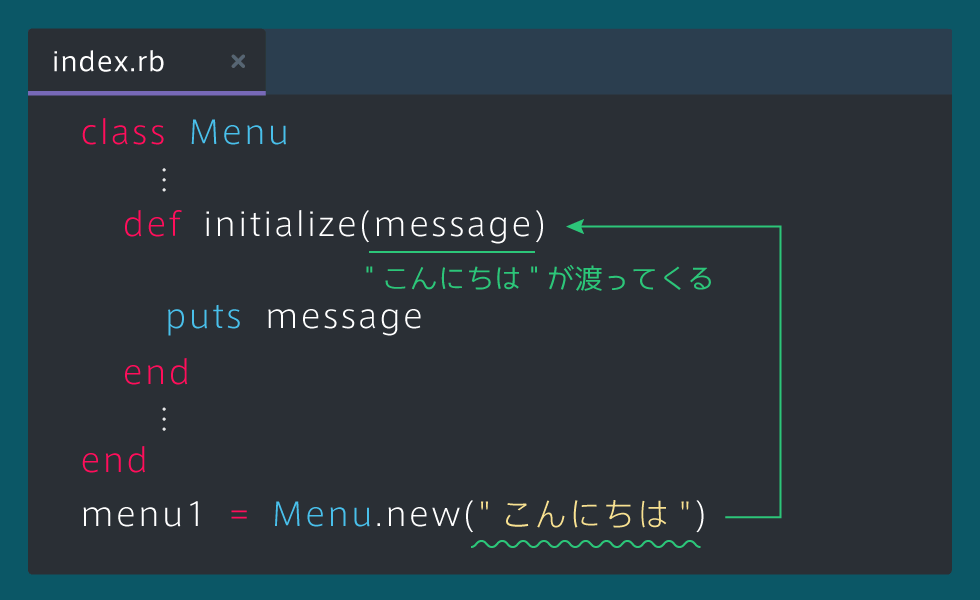 index.rb ×
class Menu
⋮
def initialize(message)
"こんにちは"が渡ってくる
puts message
end
⋮
end
menu1 = Menu.new("こんにちは")